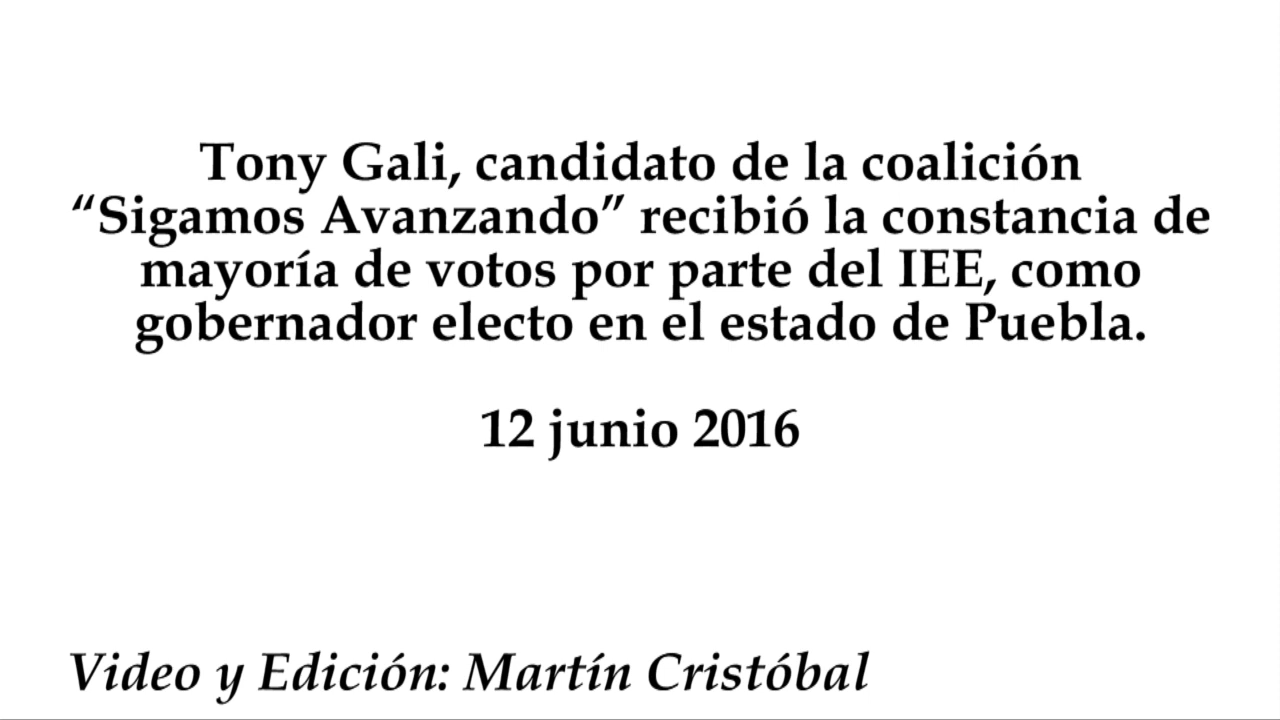 Tony Gali, candidato de la coalición
“Sigamos Avanzando” recibió la constancia de
mayoría de votos por parte del IEE, como
gobernador electo en el estado de Puebla.
12 junio 2016
Video y Edición: Martín Cristóbal